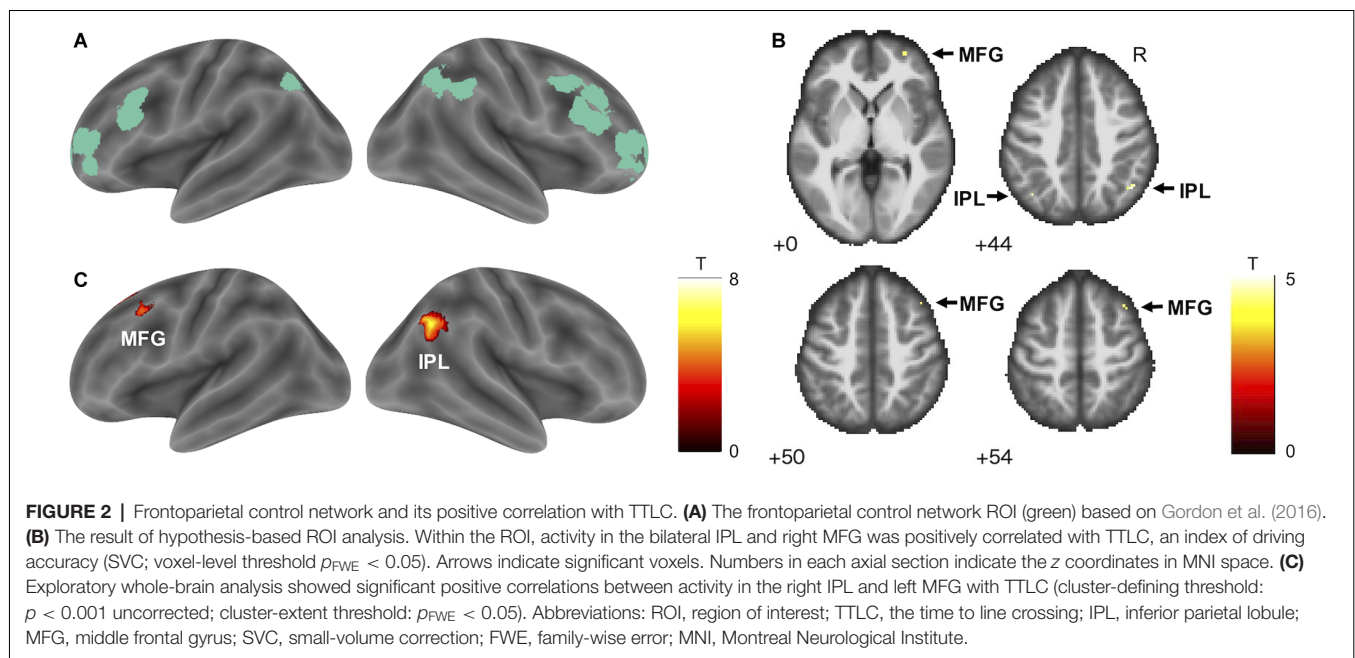 A
B
MFG
R
IPL
IPL
+0
+44
C
T
8
T
5
MFG
IPL
MFG
MFG
0
0
+50
+54
FIGURE 2 | Frontoparietal control network and its positive correlation with TTLC. (A) The frontoparietal control network ROI (green) based on Gordon et al. (2016).
(B) The result of hypothesis-based ROI analysis. Within the ROI, activity in the bilateral IPL and right MFG was positively correlated with TTLC, an index of driving
accuracy (SVC; voxel-level threshold pFWE < 0.05). Arrows indicate significant voxels. Numbers in each axial section indicate the z coordinates in MNI space. (C)
Exploratory whole-brain analysis showed significant positive correlations between activity in the right IPL and left MFG with TTLC (cluster-defining threshold:
p < 0.001 uncorrected; cluster-extent threshold: pFWE < 0.05). Abbreviations: ROI, region of interest; TTLC, the time to line crossing; IPL, inferior parietal lobule;
MFG, middle frontal gyrus; SVC, small-volume correction; FWE, family-wise error; MNI, Montreal Neurological Institute.